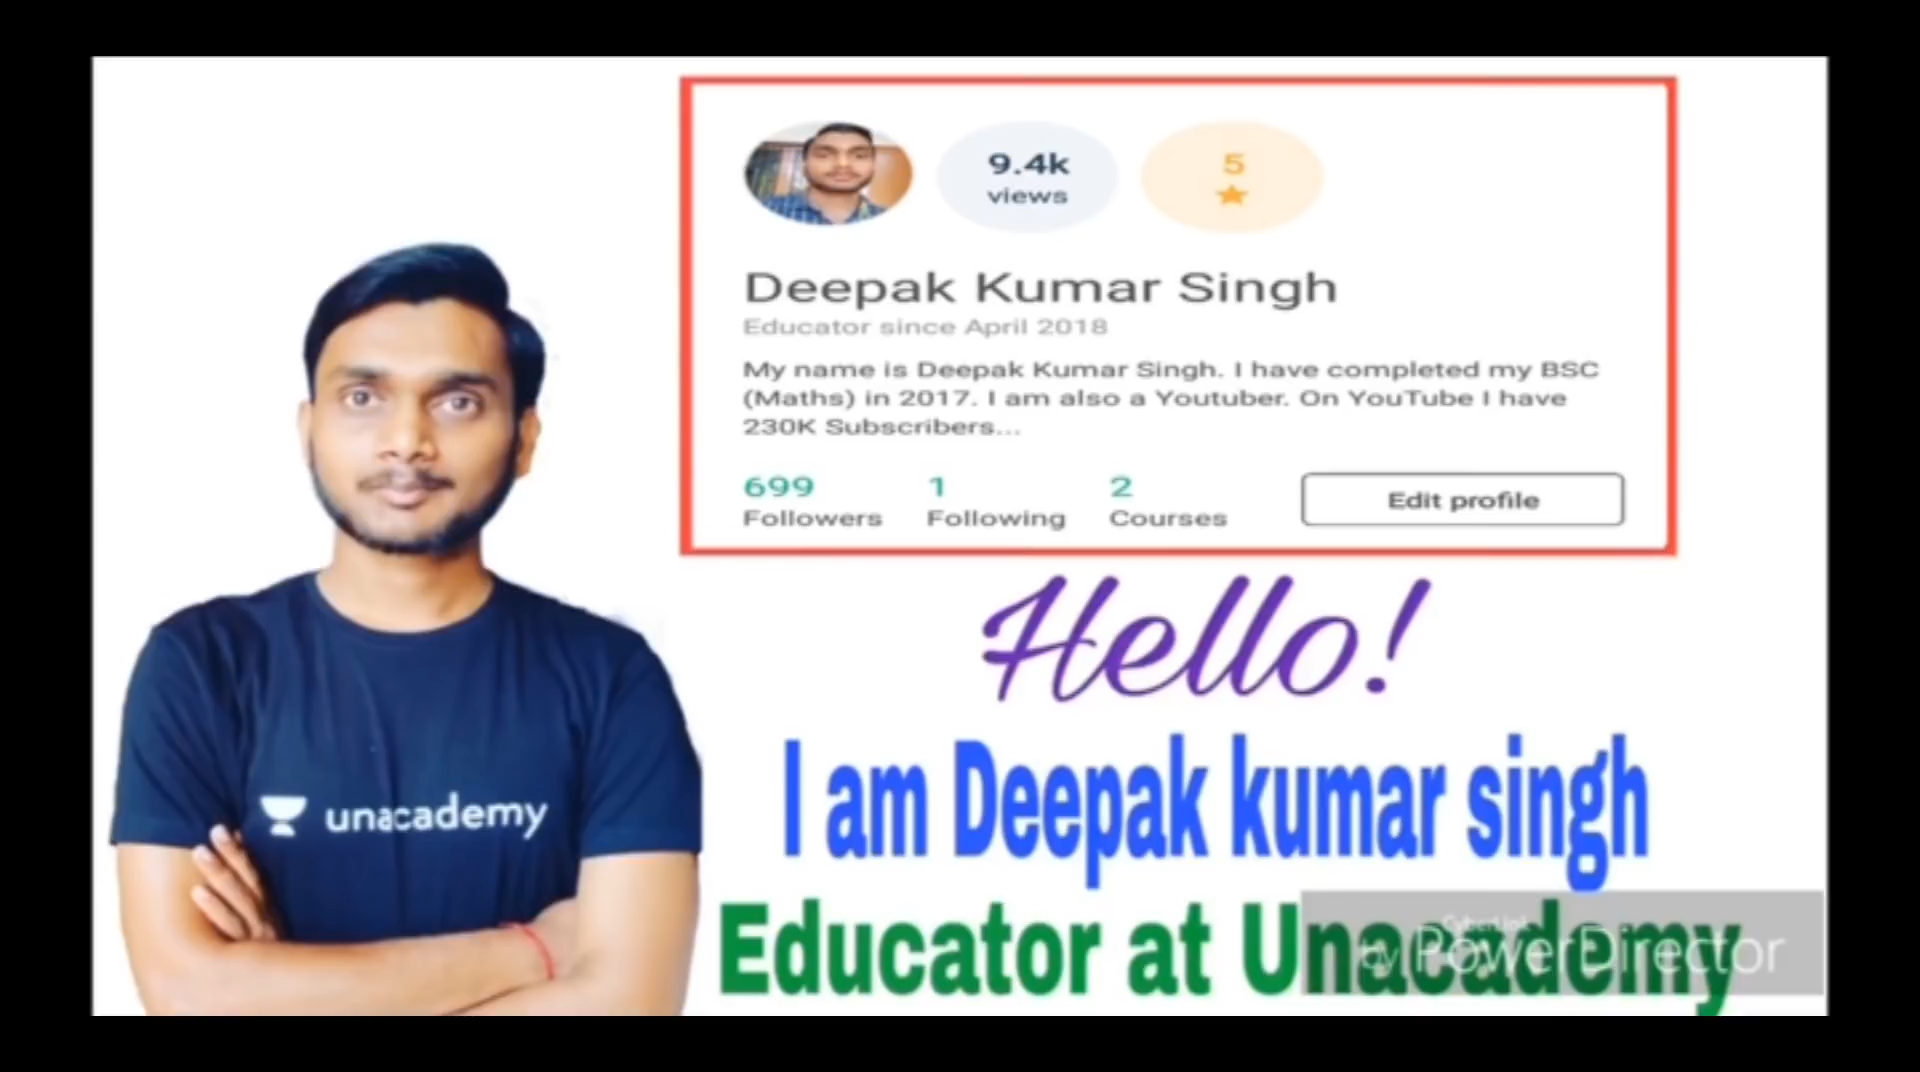 9.4k
views
5
Deepak Kumar Singh
Educator since April 2018
My name is Deepak Kumar Singh. I have completed my BSC
(Maths) in 2017. I am also a Youtuber. On YouTube I have
230K Subscribers...
699 1 2
Followers Following Courses
Edit profile
Hello!
unacademy
I am Deepak kumar singh
Educator at Unacademy
CyberLink
by PowerDirector